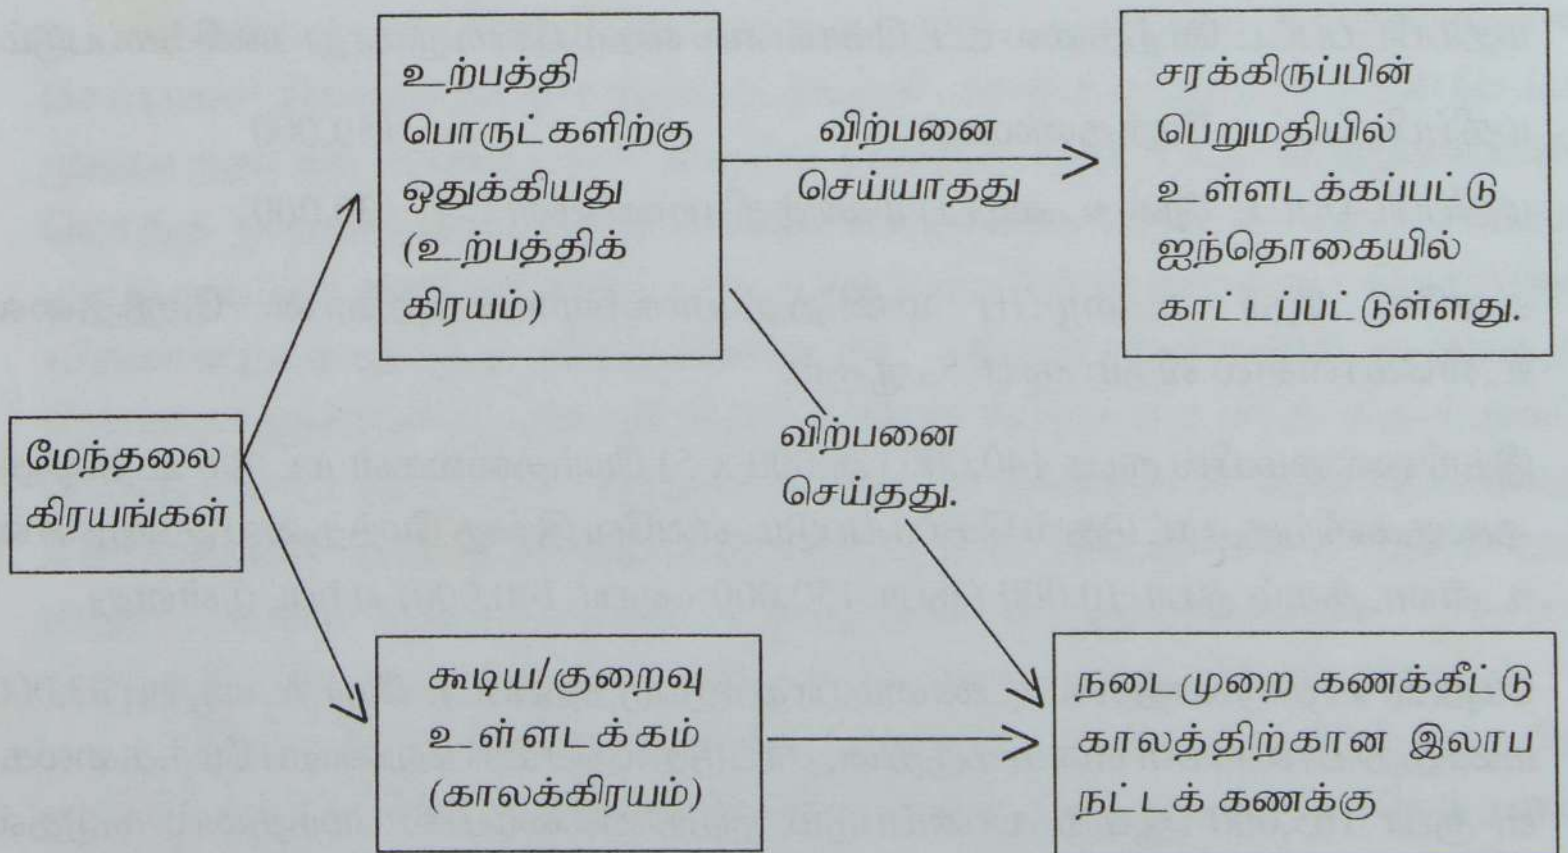 மேந்தலை
கிரயங்கள்
உற்பத்தி
பொருட்களிற்கு
ஒதுக்கியது
(உற்பத்திக்
கிரயம்)
விற்பனை
செய்யாதது
சரக்கிருப்பின்
பெறுமதியில்
உள்ளடக்கப்பட்டு
ஐந்தொகையில்
காட்டப்பட்டுள்ளது.
விற்பனை
செய்தது.
கூடிய/குறைவு
உள்ளடக்கம்
(காலக்கிரயம்)
நடைமுறை கணக்கீட்டு
காலத்திற்கான இலாப
நட்டக் கணக்கு